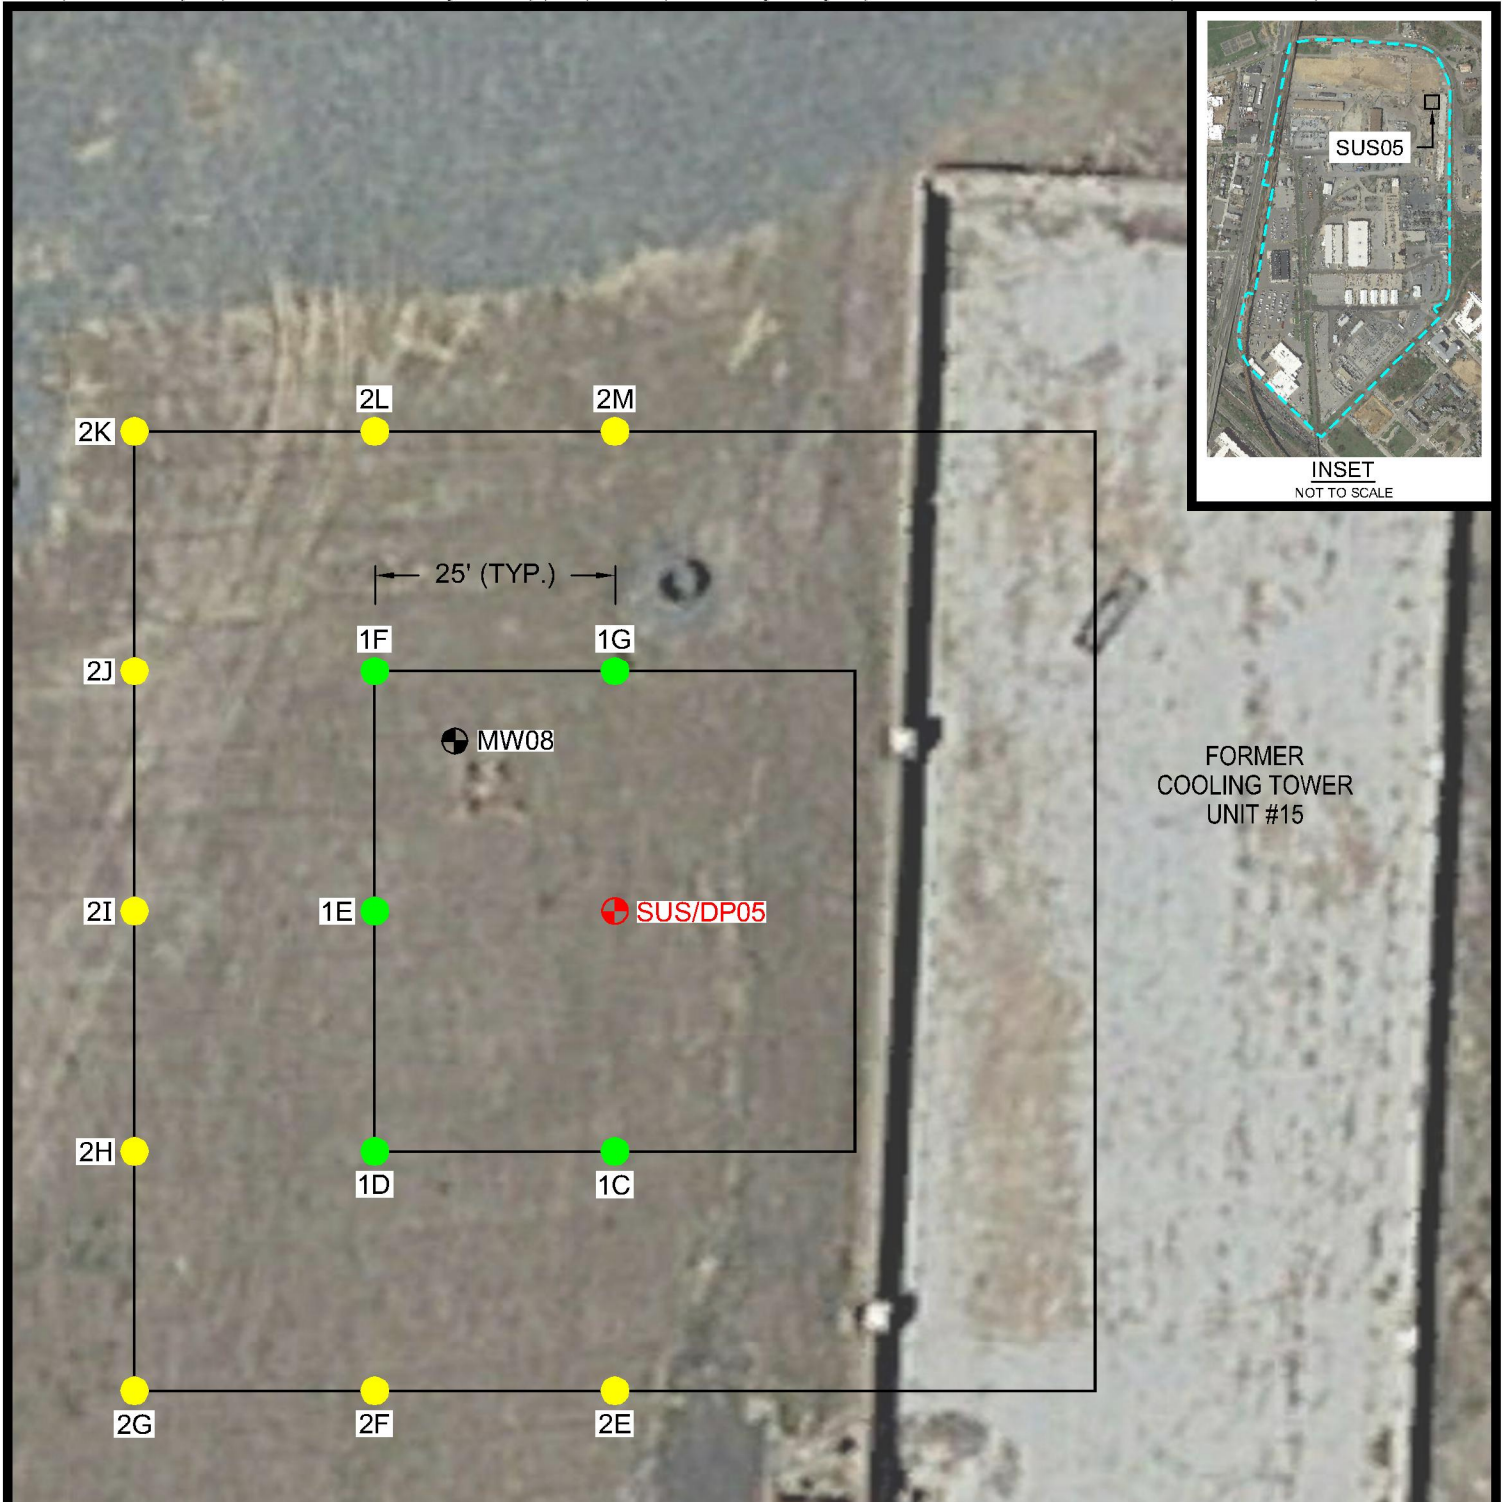 SUS05
INSET
NOT TO SCALE
2L
2M
2K
25' (TYP.)
1F
1G
2J
MW08
FORMER
COOLING TOWER
UNIT #15
2I
1E
SUS/DP05
2H
1D
1C
2G
2F
2E